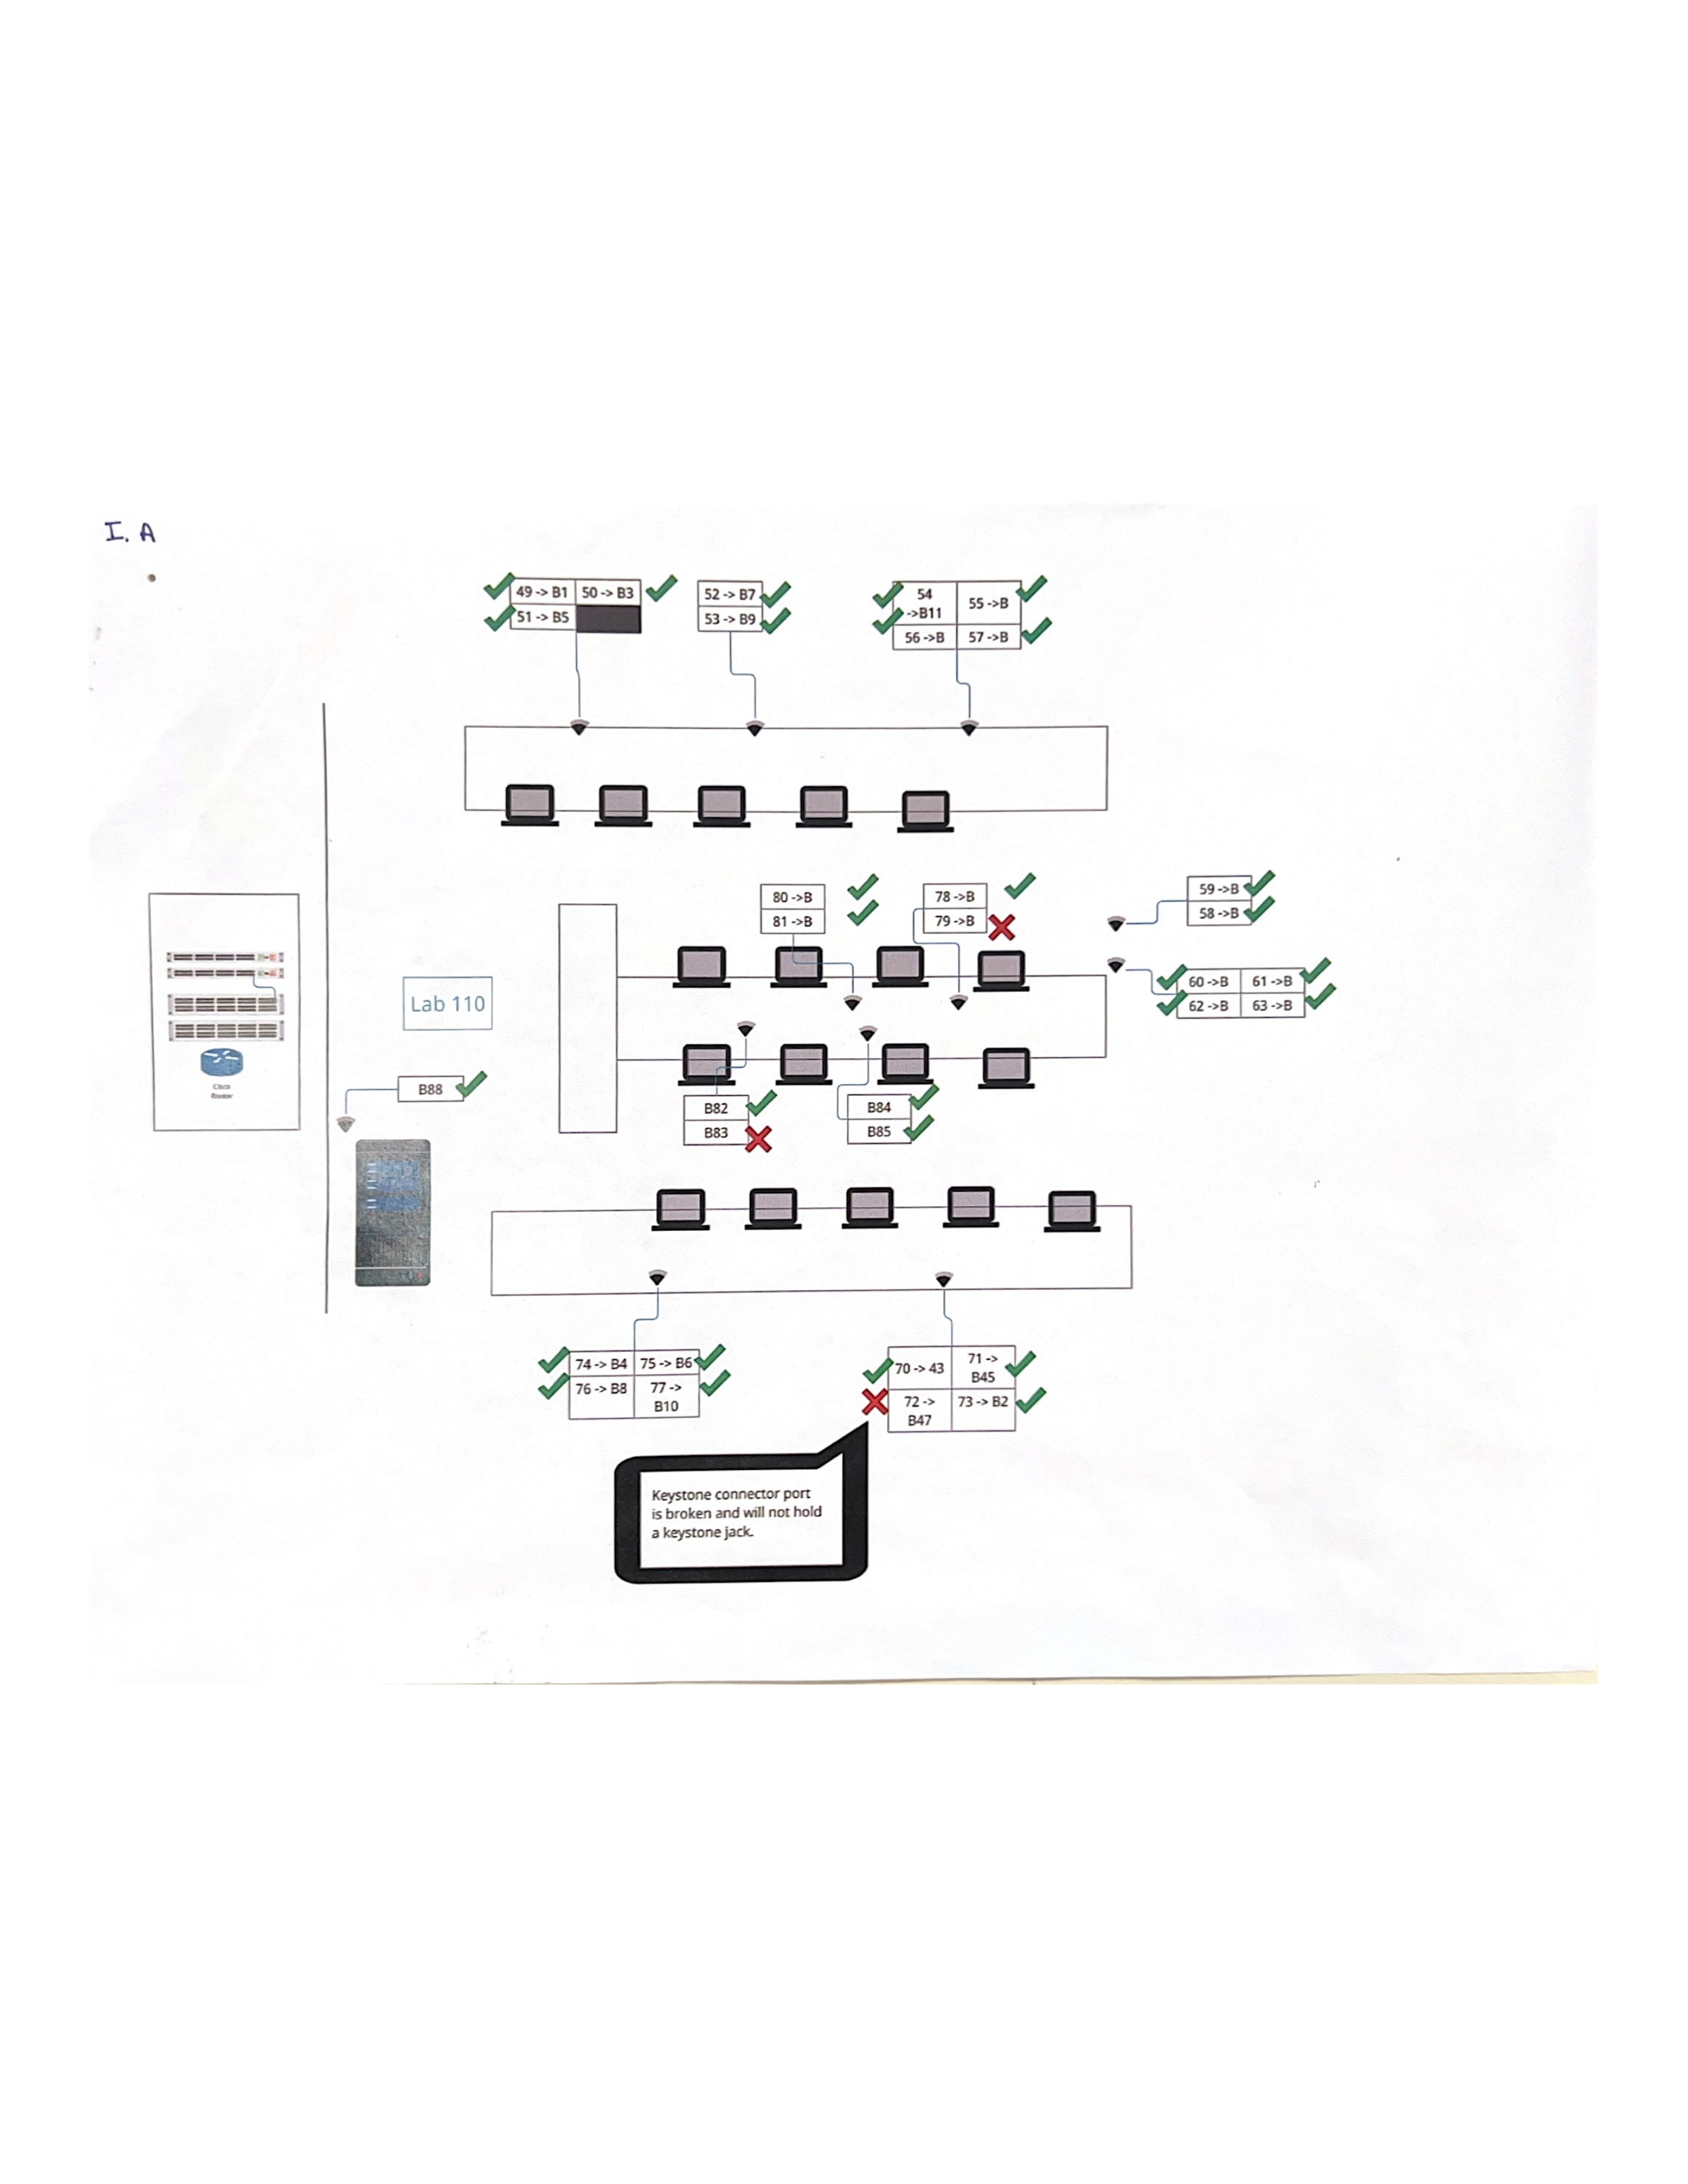 I. A
49 -> B1
50 -> B3
51 -> B5
52 -> B7
53 -> B9
54
->B11
55 ->B
56 ->B
57 ->B
80 ->B
81 ->B
78 ->B
79 ->B
59 ->B
58 ->B
60 ->B
61 ->B
62 ->B
63 ->B
Lab 110
Cisco
Router
B88
B82
B83
B84
B85
74 -> B4
75 -> B6
76 -> B8
77 ->
B10
70 -> 43
71 ->
B45
72 ->
B47
73 -> B2
Keystone connector port
is broken and will not hold
a keystone jack.